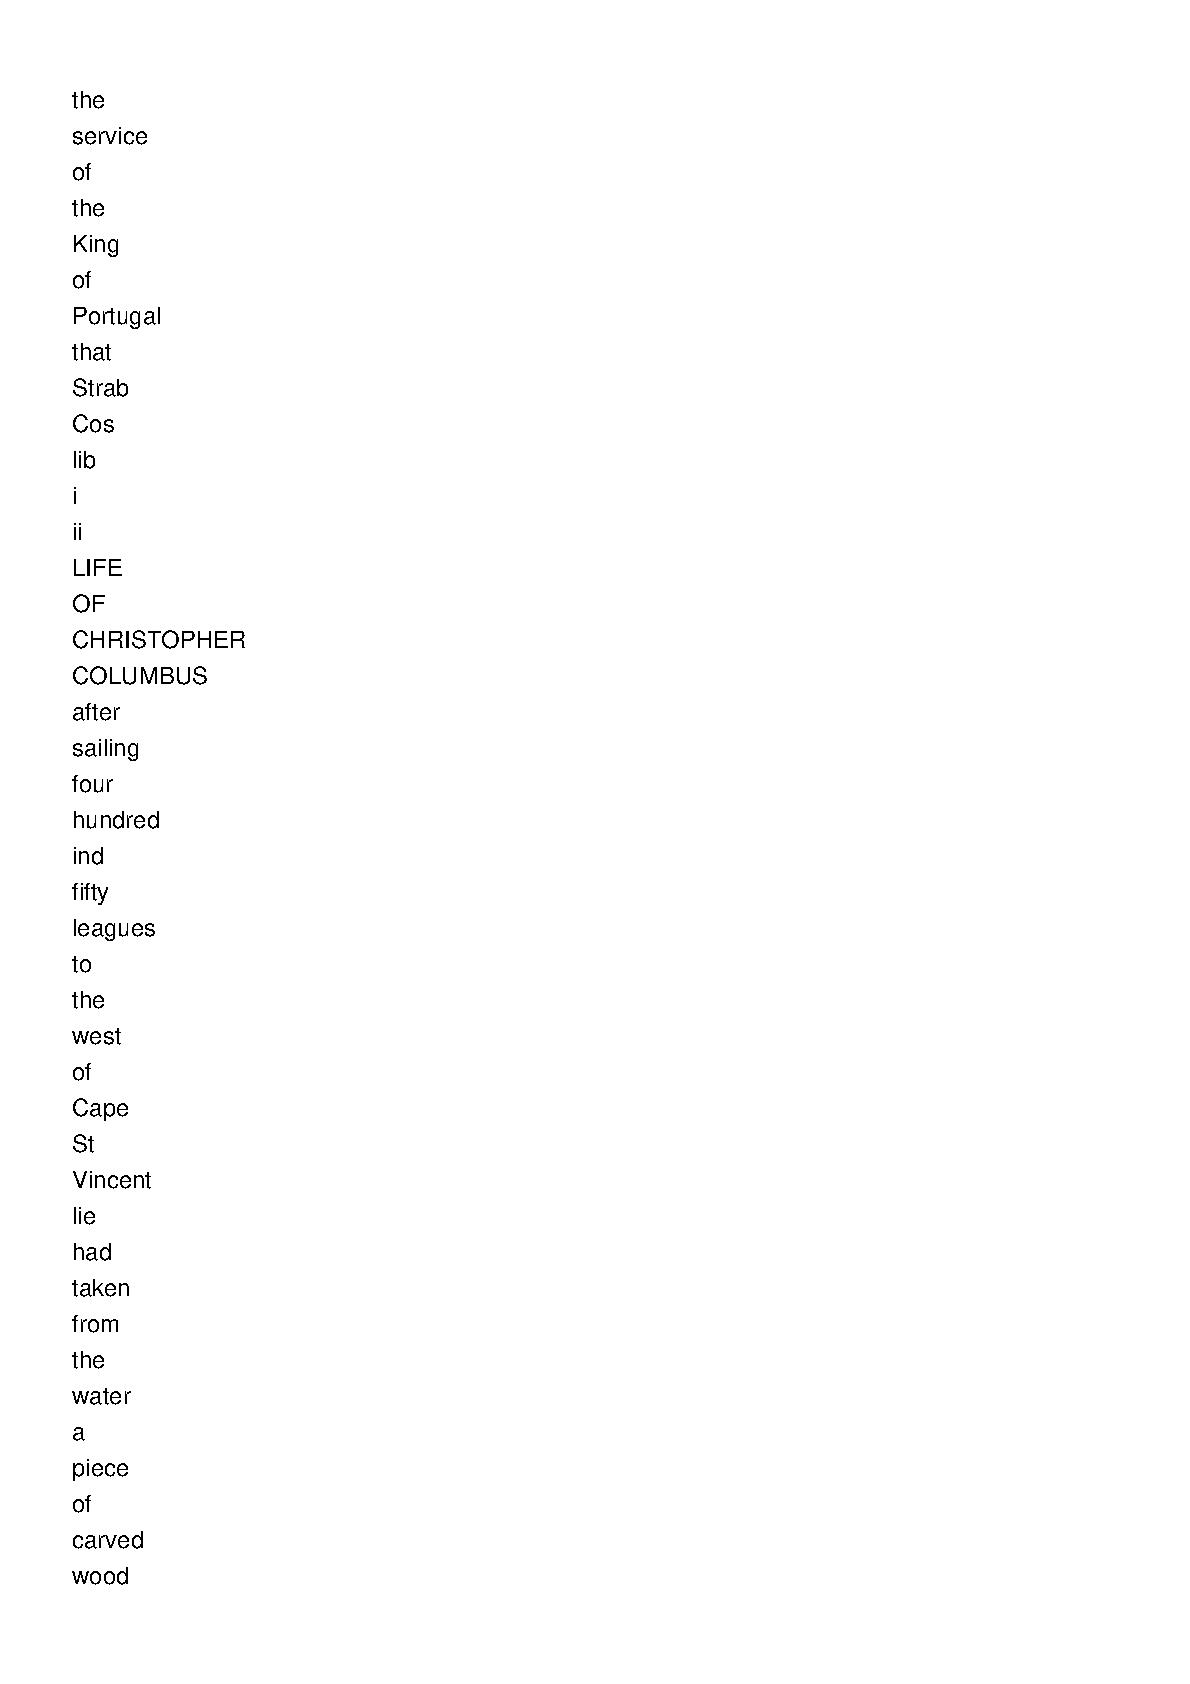 the
service
of
the
King
of
Portugal
that
Strab
Cos
lib
i
ii
LIFE
OF
CHRISTOPHER
COLUMBUS
after
sailing
four
hundred
ind
fifty
leagues
to
the
west
of
Cape
St
Vincent
lie
had
taken
from
the
water
a
piece
of
carved
wood